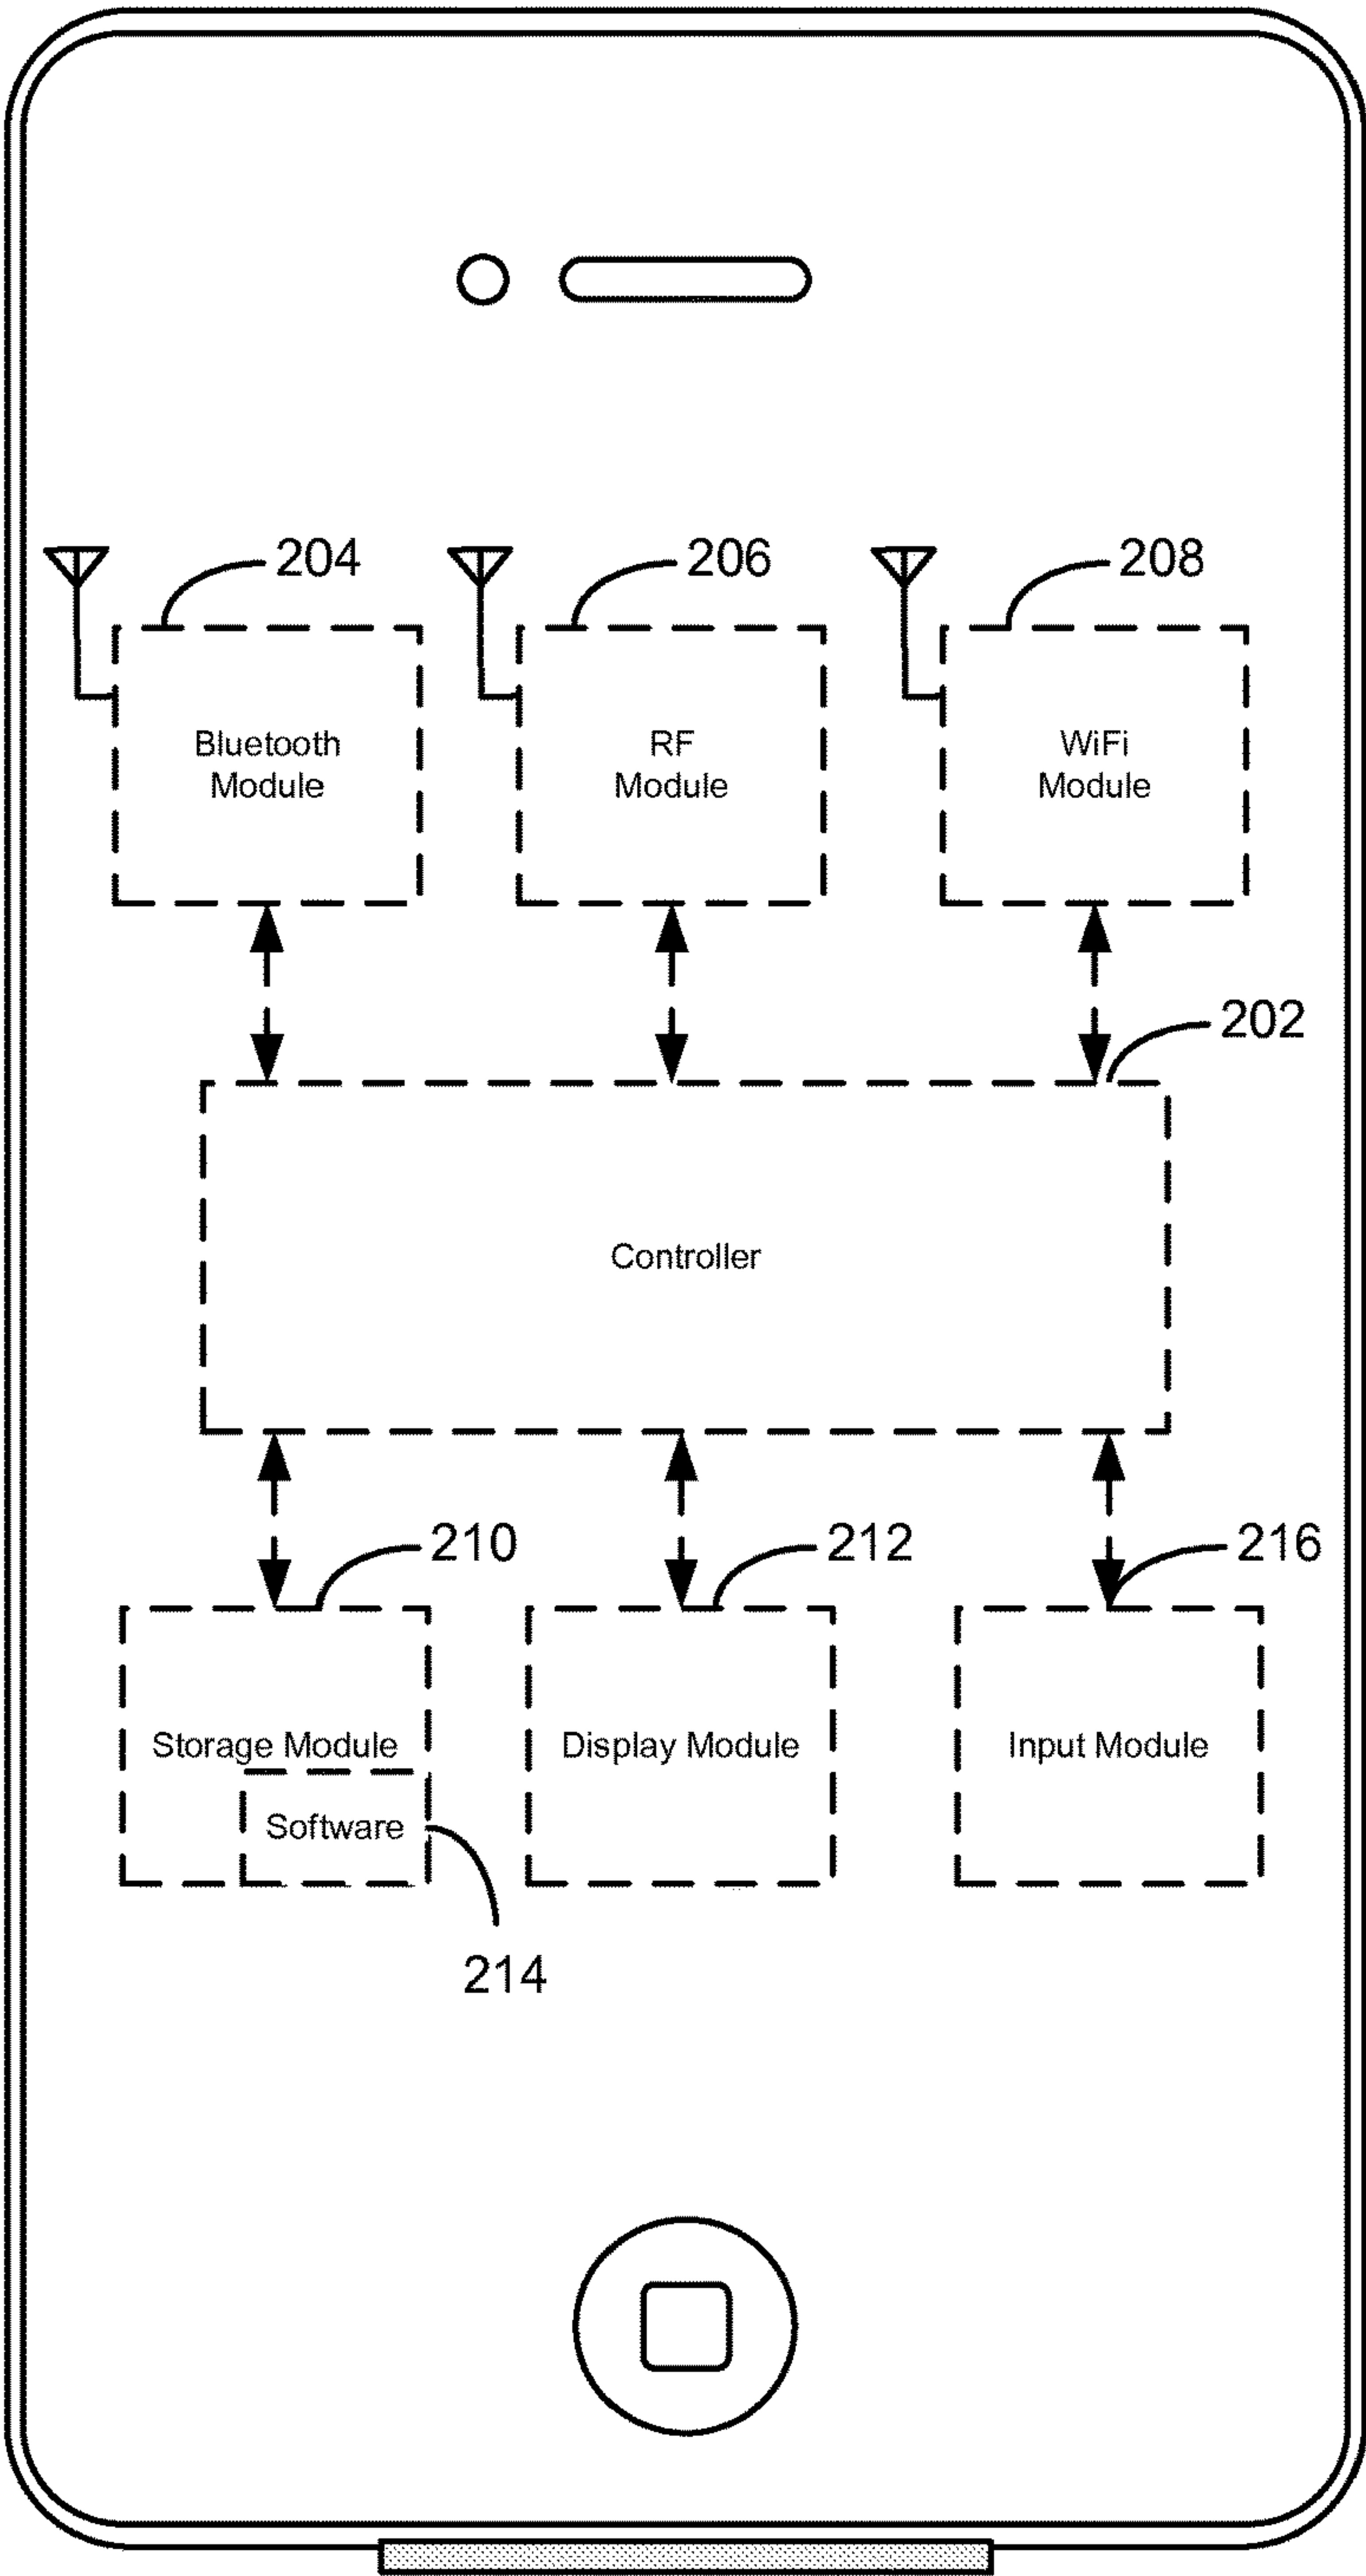 204
206
208
Bluetooth
Module
RF
Module
WiFi
Module
202
Controller
210
212
216
Storage Module
Display Module
Input Module
Software
214